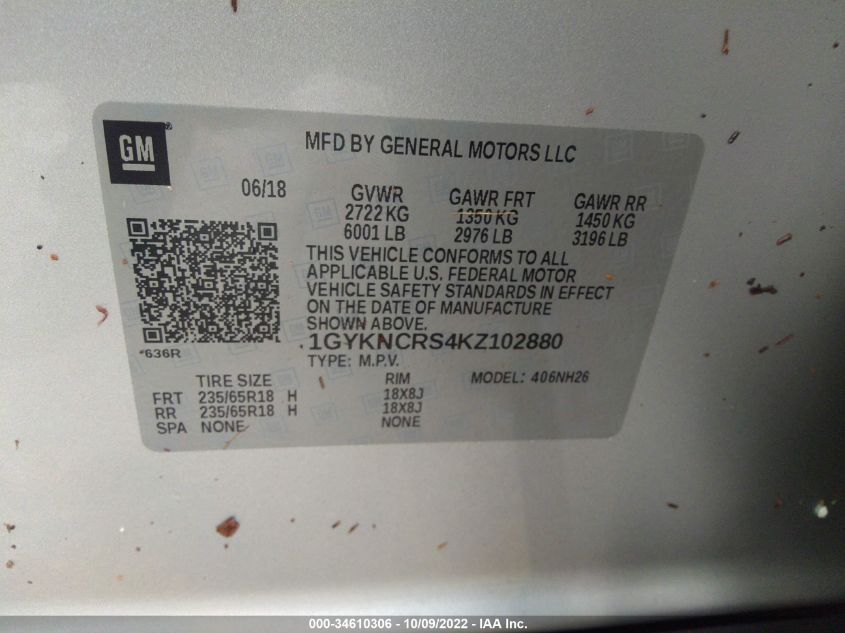 GM
MFD BY GENERAL MOTORS LLC
06/18 GVWR GAWR FRT GAWR RR
2722 KG 1350 KG 1450 KG
6001 LB 2976 LB 3196 LB
THIS VEHICLE CONFORMS TO ALL
APPLICABLE U.S. FEDERAL MOTOR
VEHICLE SAFETY STANDARDS IN EFFECT
ON THE DATE OF MANUFACTURE
SHOWN ABOVE.
*636R 1GYKNCRS4KZ102880
TYPE: M.P.V.
TIRE SIZE RIM MODEL: 406NH26
FRT 235/65R18 H 18X8J
RR 235/65R18 H 18X8J
SPA NONE NONE
000-34610306 - 10/09/2022 - IAA Inc.